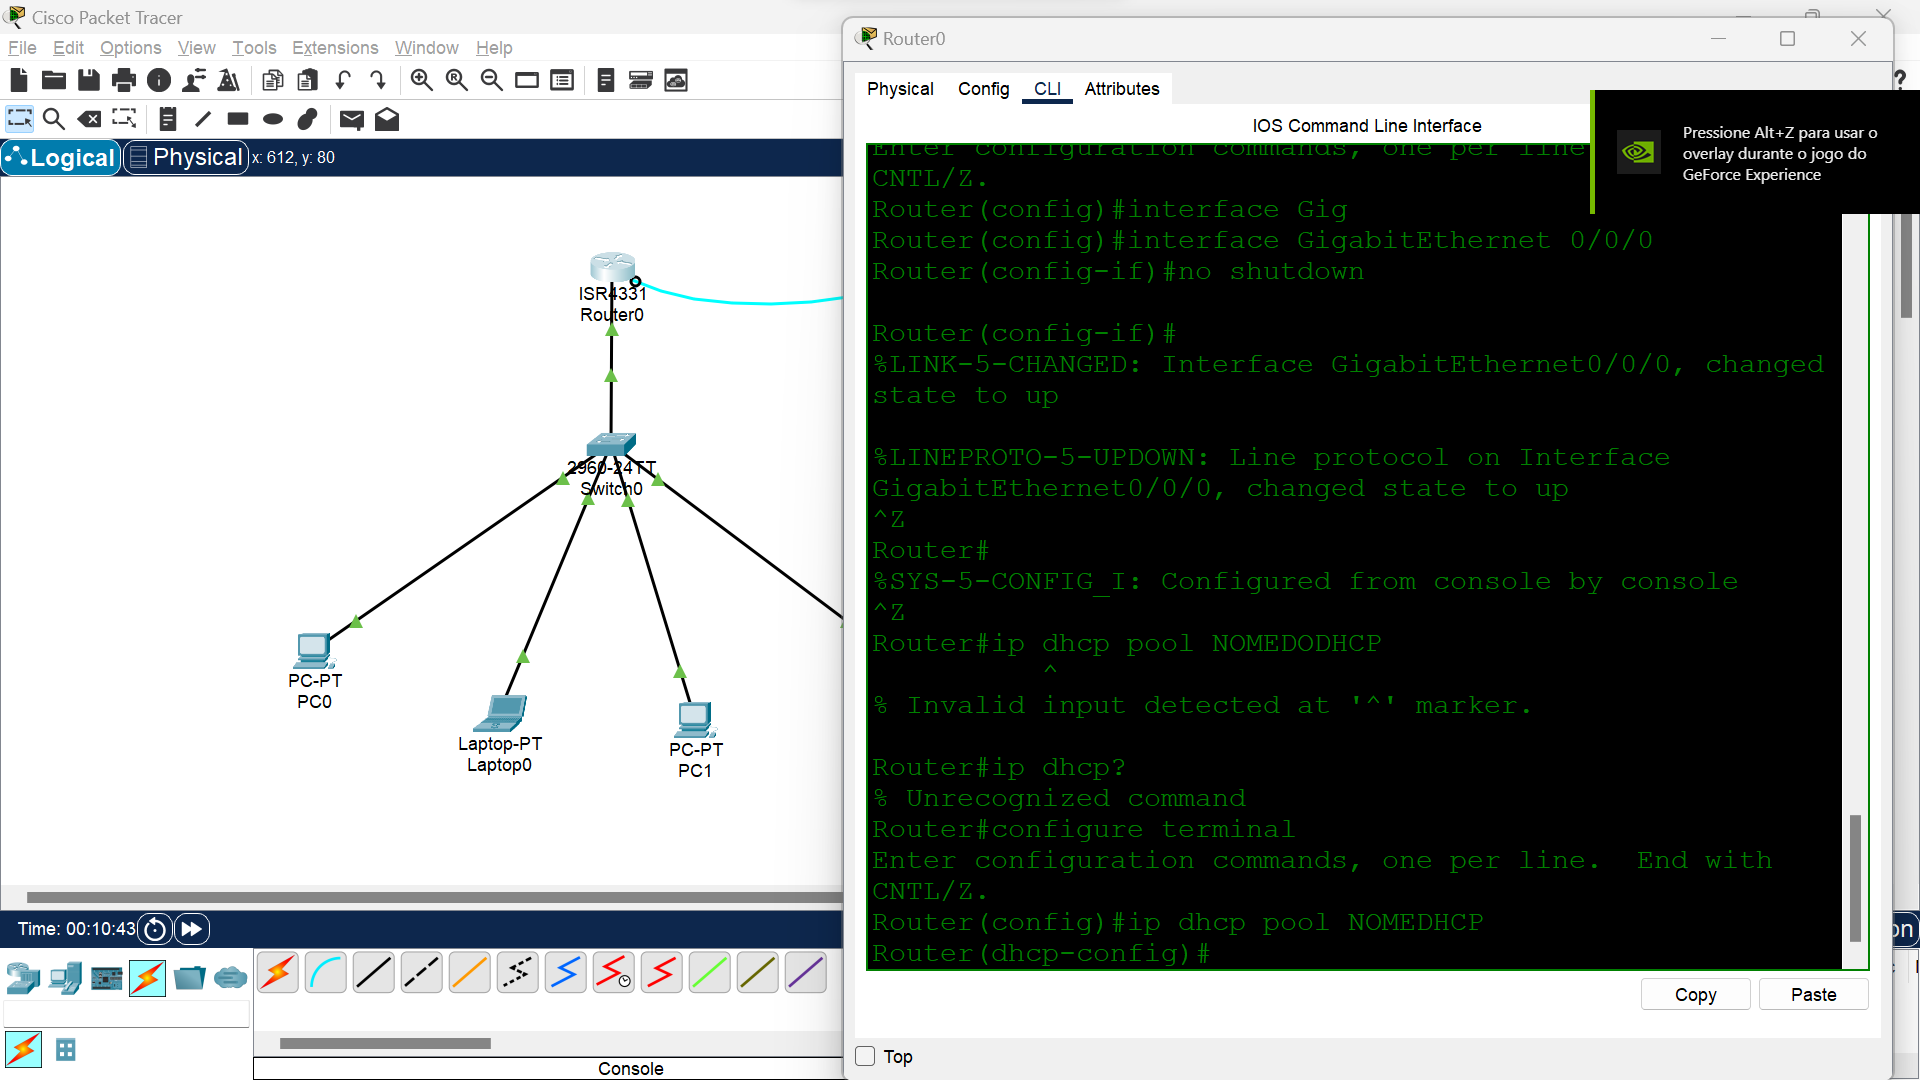 Cisco Packet Tracer
File Edit Options View Tools Extensions Window Help
Logical Physical x: 612, y: 80
ISR4331
Router0
2960-24TT
Switch0
PC-PT
PC0
Laptop-PT
Laptop0
PC-PT
PC1
Time: 00:10:43
Console
Router0
Physical Config CLI Attributes
IOS Command Line Interface
Enter configuration commands, one per line
CNTL/Z.
Router(config)#interface Gig
Router(config)#interface GigabitEthernet 0/0/0
Router(config-if)#no shutdown
Router(config-if)#
%LINK-5-CHANGED: Interface GigabitEthernet0/0/0, changed
state to up
%LINEPROTO-5-UPDOWN: Line protocol on Interface
GigabitEthernet0/0/0, changed state to up
^Z
Router#
%SYS-5-CONFIG_I: Configured from console by console
^Z
Router#ip dhcp pool NOMEDODHCP
^
% Invalid input detected at '^' marker.
Router#ip dhcp?
% Unrecognized command
Router#configure terminal
Enter configuration commands, one per line. End with
CNTL/Z.
Router(config)#ip dhcp pool NOMEDHCP
Router(dhcp-config)#
Copy Paste
Top
Pressione Alt+Z para usar o
overlay durante o jogo do
GeForce Experience
?
on